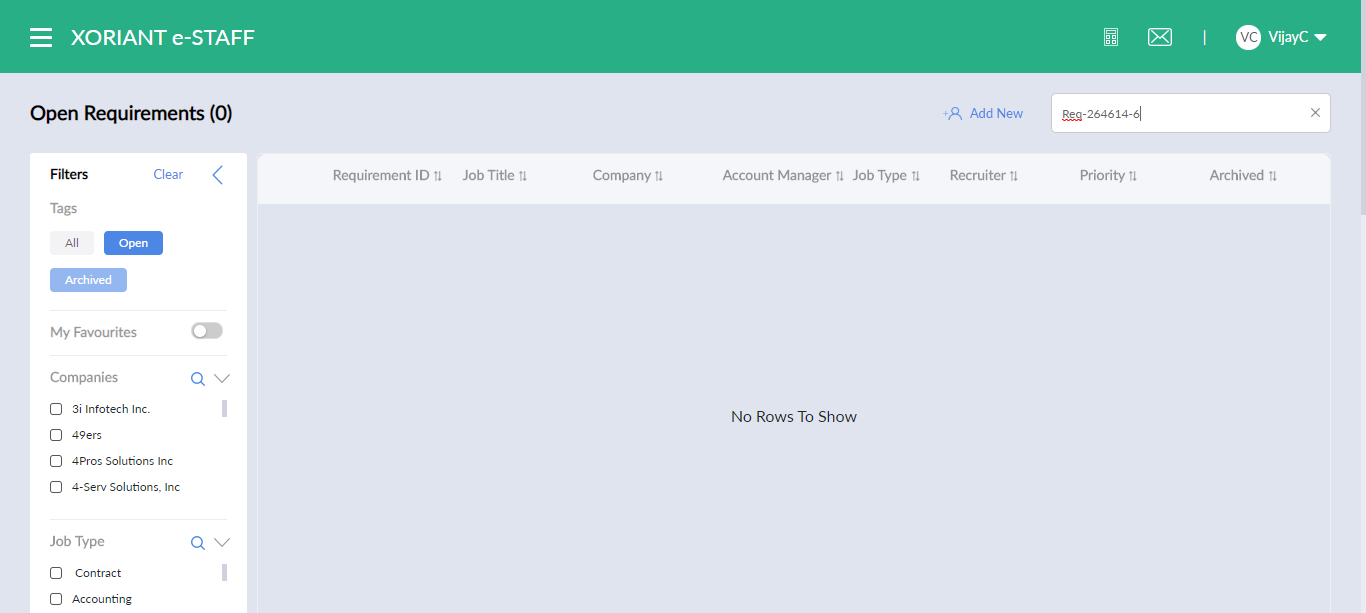 XORIANT e-STAFF
VC VijayC
Open Requirements (0)
Add New
Req-264614-6
Filters Clear
Tags
All Open
Archived
My Favourites
Companies
3i Infotech Inc.
49ers
4Pros Solutions Inc
4-Serv Solutions, Inc
Job Type
Contract
Accounting
Requirement ID Job Title Company Account Manager Job Type Recruiter Priority Archived
No Rows To Show